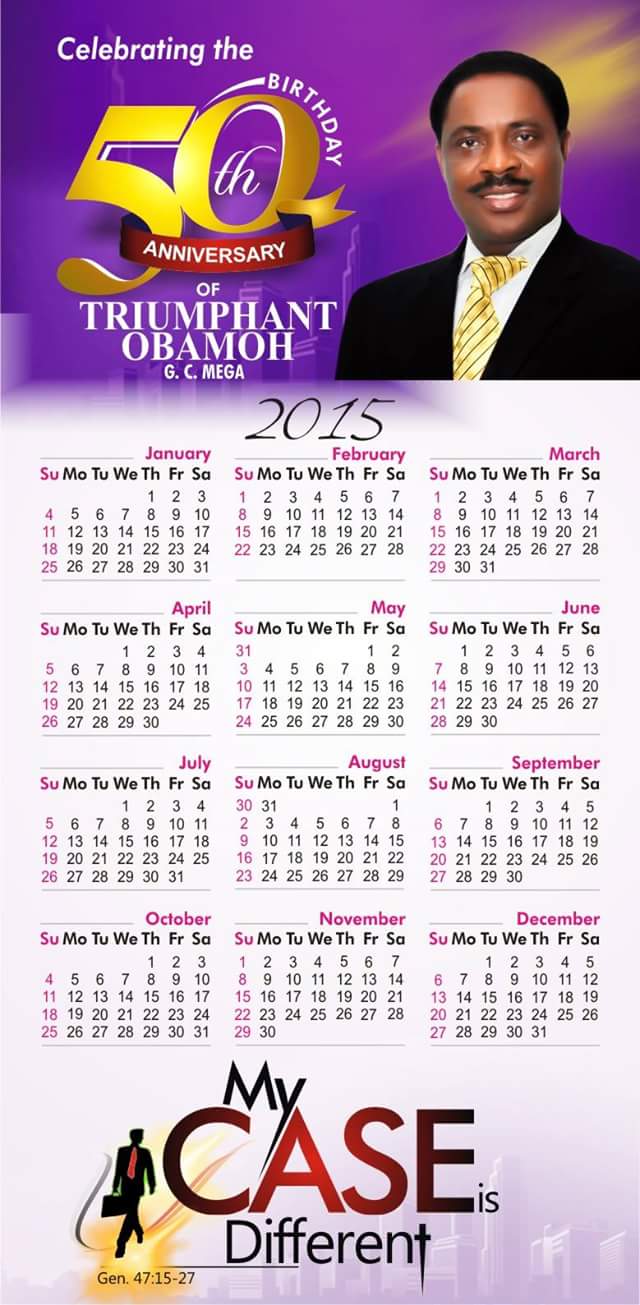 Celebrating the
50th
BIRTHDAY
ANNIVERSARY
OF
TRIUMPHANT
OBAMOH
G. C. MEGA
2015
January
Su Mo Tu We Th Fr Sa
1 2 3
4 5 6 7 8 9 10
11 12 13 14 15 16 17
18 19 20 21 22 23 24
25 26 27 28 29 30 31
February
Su Mo Tu We Th Fr Sa
1 2 3 4 5 6 7
8 9 10 11 12 13 14
15 16 17 18 19 20 21
22 23 24 25 26 27 28
March
Su Mo Tu We Th Fr Sa
1 2 3 4 5 6 7
8 9 10 11 12 13 14
15 16 17 18 19 20 21
22 23 24 25 26 27 28
29 30 31
April
Su Mo Tu We Th Fr Sa
1 2 3 4
5 6 7 8 9 10 11
12 13 14 15 16 17 18
19 20 21 22 23 24 25
26 27 28 29 30
May
Su Mo Tu We Th Fr Sa
31 1 2
3 4 5 6 7 8 9
10 11 12 13 14 15 16
17 18 19 20 21 22 23
24 25 26 27 28 29 30
June
Su Mo Tu We Th Fr Sa
1 2 3 4 5 6
7 8 9 10 11 12 13
14 15 16 17 18 19 20
21 22 23 24 25 26 27
28 29 30
July
Su Mo Tu We Th Fr Sa
1 2 3 4
5 6 7 8 9 10 11
12 13 14 15 16 17 18
19 20 21 22 23 24 25
26 27 28 29 30 31
August
Su Mo Tu We Th Fr Sa
30 31 1
2 3 4 5 6 7 8
9 10 11 12 13 14 15
16 17 18 19 20 21 22
23 24 25 26 27 28 29
September
Su Mo Tu We Th Fr Sa
1 2 3 4 5
6 7 8 9 10 11 12
13 14 15 16 17 18 19
20 21 22 23 24 25 26
27 28 29 30
October
Su Mo Tu We Th Fr Sa
1 2 3
4 5 6 7 8 9 10
11 12 13 14 15 16 17
18 19 20 21 22 23 24
25 26 27 28 29 30 31
November
Su Mo Tu We Th Fr Sa
1 2 3 4 5 6 7
8 9 10 11 12 13 14
15 16 17 18 19 20 21
22 23 24 25 26 27 28
29 30
December
Su Mo Tu We Th Fr Sa
1 2 3 4 5
6 7 8 9 10 11 12
13 14 15 16 17 18 19
20 21 22 23 24 25 26
27 28 29 30 31
My
CASE is
Different
Gen. 47:15-27